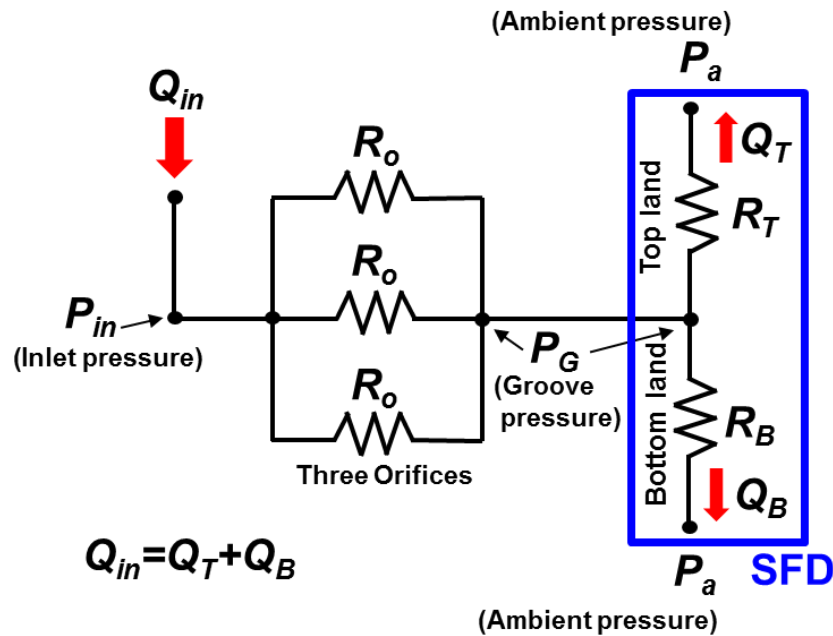 (Ambient pressure)
Pa
Qin
QT
Ro
RT
Top land
Ro
Pin
(Inlet pressure)
PG
(Groove
pressure)
Ro
Bottom land
RB
Three Orifices
QB
Qin=QT+QB
Pa
SFD
(Ambient pressure)